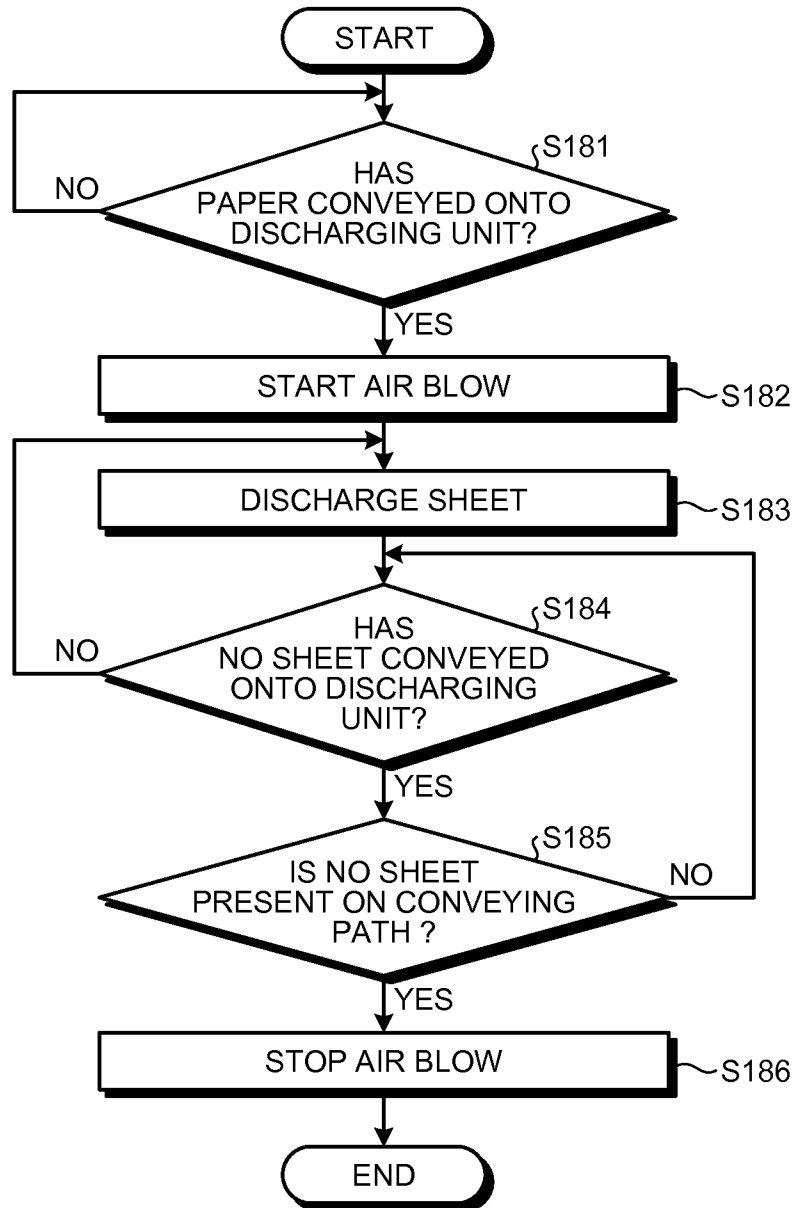 START
S181
HAS
PAPER CONVEYED ONTO
DISCHARGING UNIT?
NO
YES
START AIR BLOW
S182
DISCHARGE SHEET
S183
S184
HAS
NO SHEET CONVEYED
ONTO DISCHARGING
UNIT?
NO
YES
S185
IS NO SHEET
PRESENT ON CONVEYING
PATH ?
NO
YES
STOP AIR BLOW
S186
END